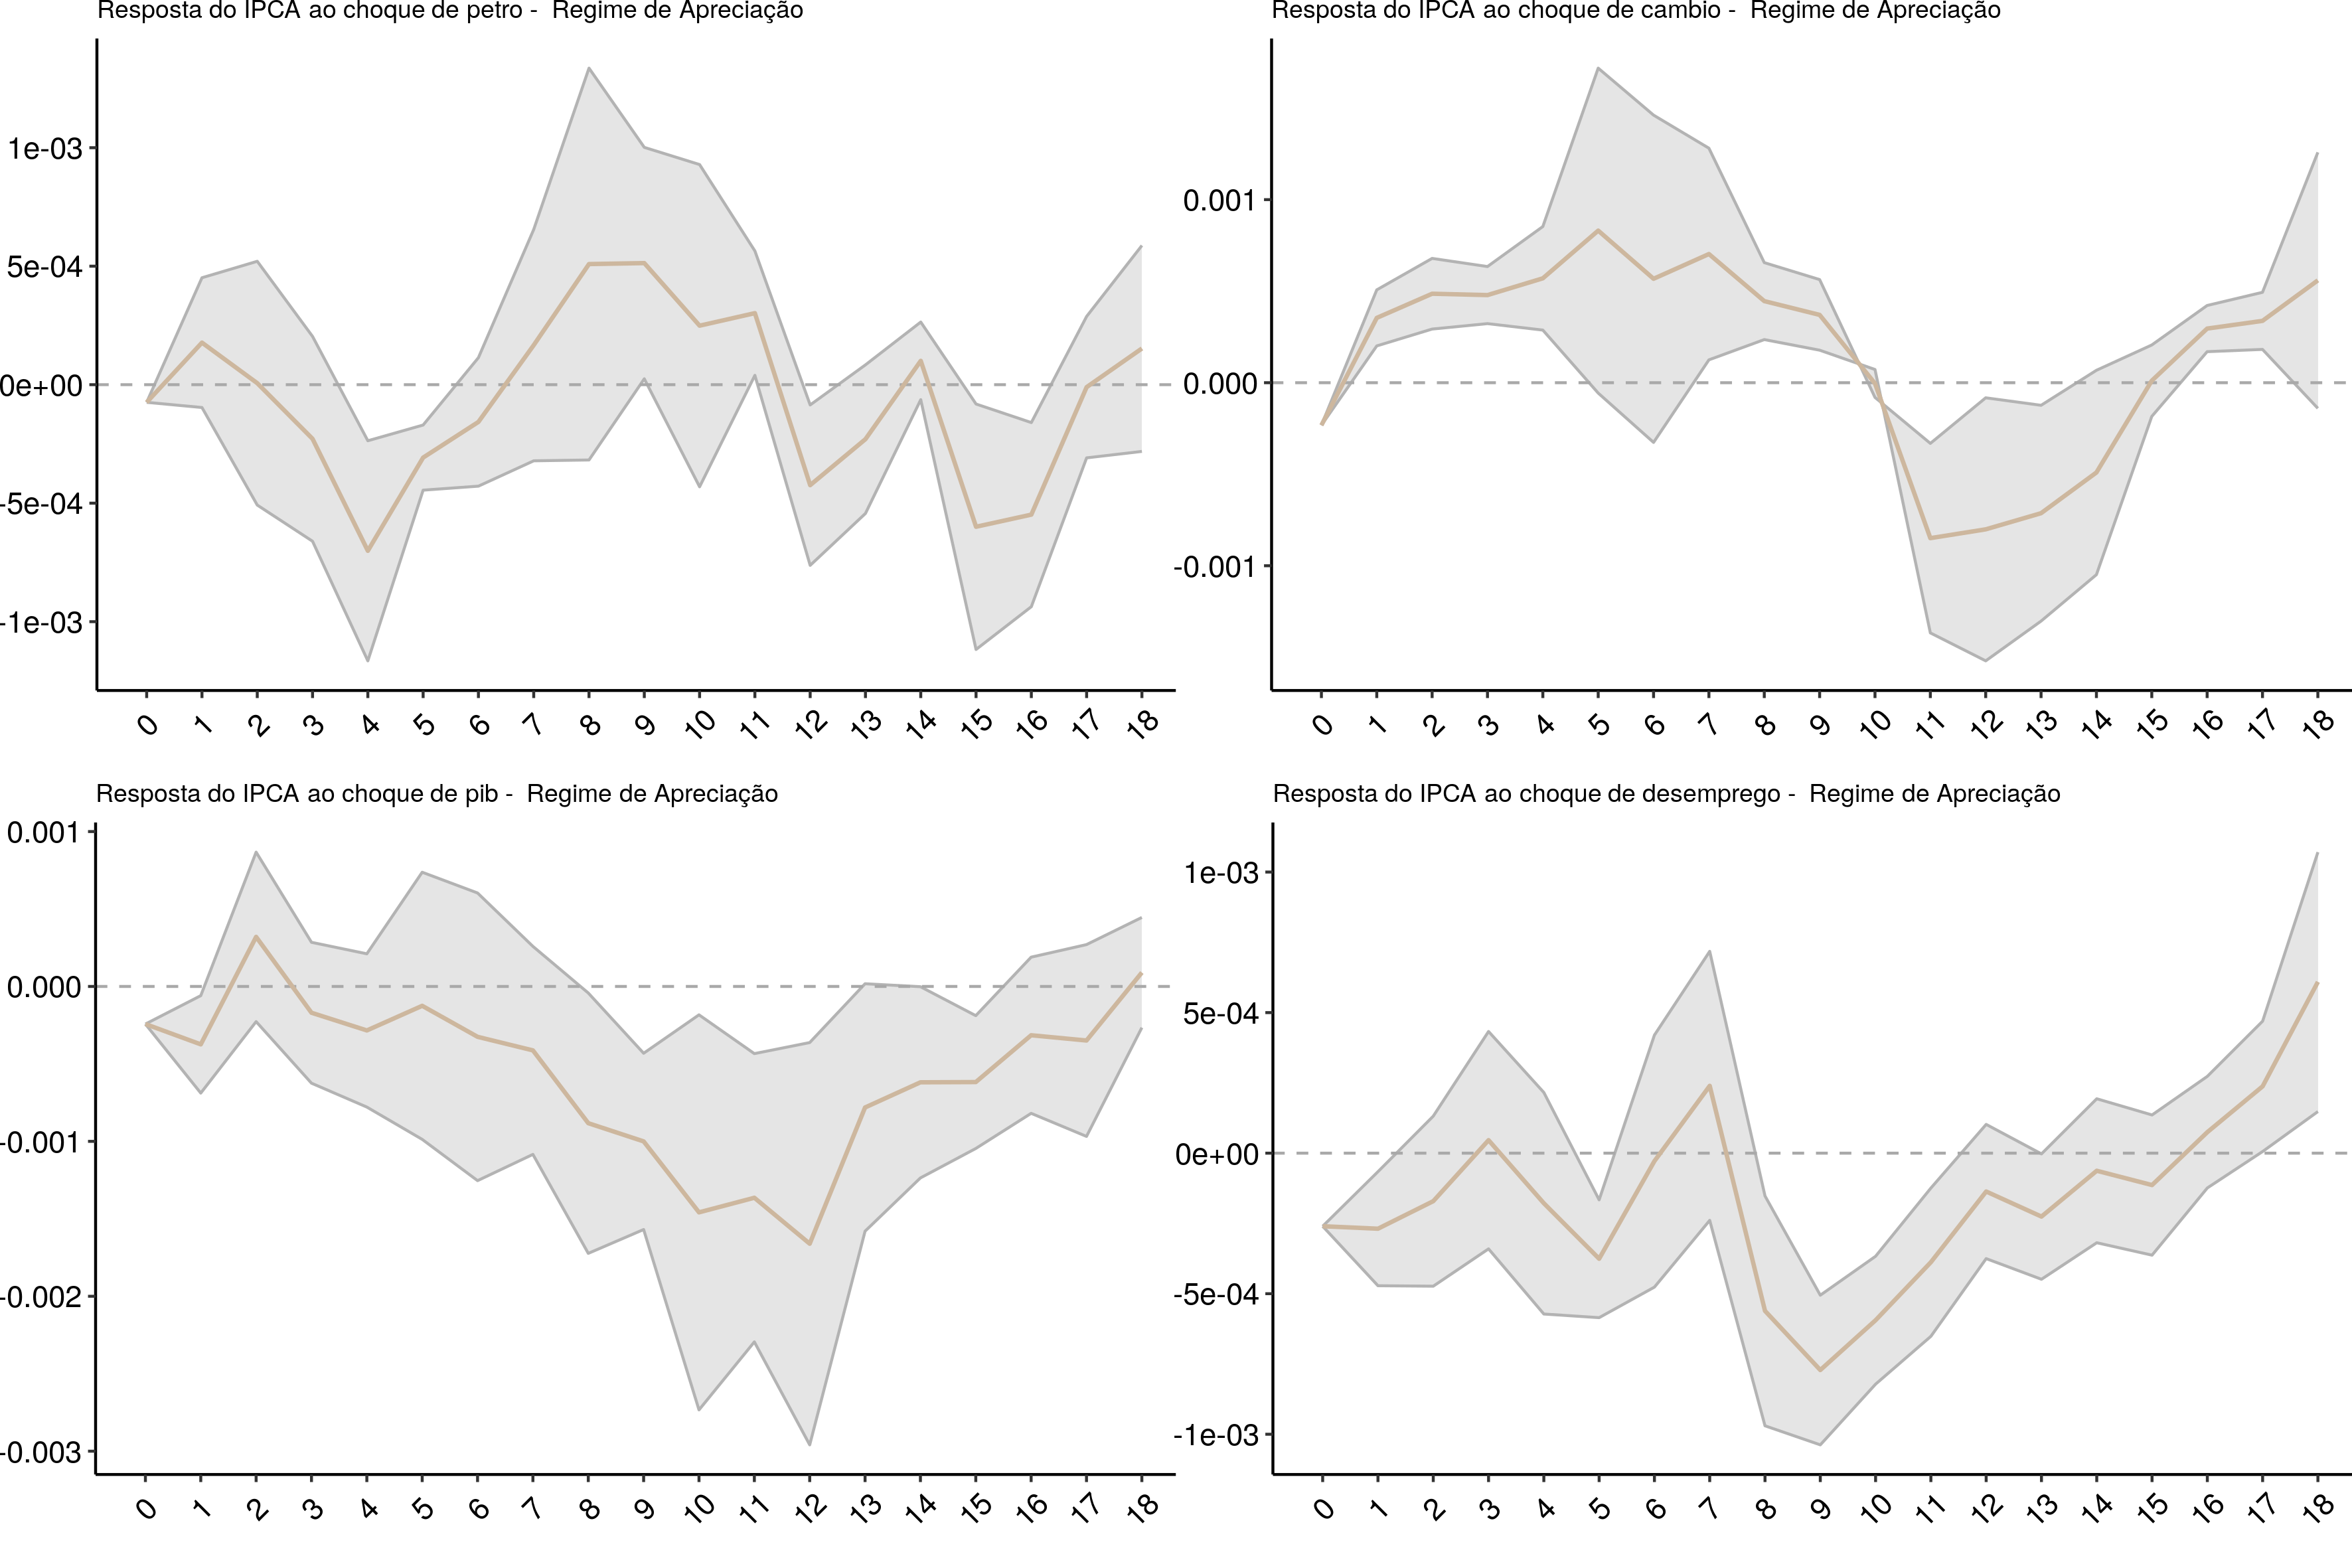 Resposta do IPCA ao choque de petro -  Regime de Apreciação
1e-03
5e-04
0e+00
-5e-04
-1e-03
0 1 2 3 4 5 6 7 8 9 10 11 12 13 14 15 16 17 18
Resposta do IPCA ao choque de cambio -  Regime de Apreciação
0.001
0.000
-0.001
0 1 2 3 4 5 6 7 8 9 10 11 12 13 14 15 16 17 18
Resposta do IPCA ao choque de pib -  Regime de Apreciação
0.001
0.000
-0.001
-0.002
-0.003
0 1 2 3 4 5 6 7 8 9 10 11 12 13 14 15 16 17 18
Resposta do IPCA ao choque de desemprego -  Regime de Apreciação
1e-03
5e-04
0e+00
-5e-04
-1e-03
0 1 2 3 4 5 6 7 8 9 10 11 12 13 14 15 16 17 18